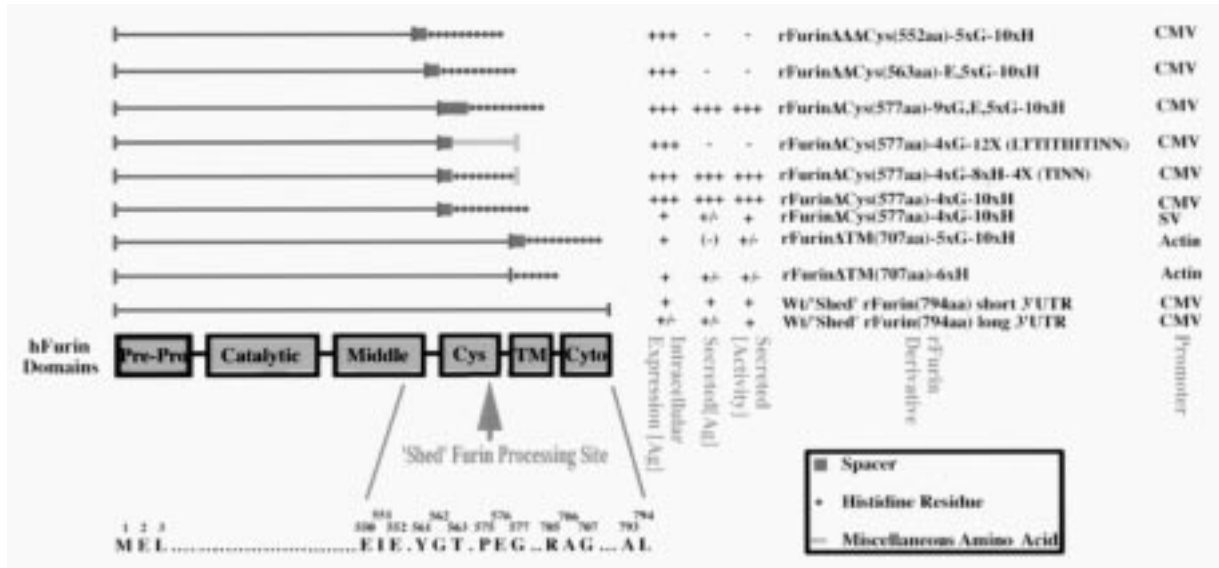 +++ - - rFurinΔΔΔCys(552aa)-5xG-10xH CMV
+++ - - rFurinΔΔCys(563aa)-E,5xG-10xH CMV
+++ +++ +++ rFurinΔCys(577aa)-9xG,E,5xG-10xH CMV
+++ - - rFurinΔCys(577aa)-4xG-12X (LTTITHITINN) CMV
+++ +++ +++ rFurinΔCys(577aa)-4xG-8xH-4X (TINN) CMV
+++ +++ +++ rFurinΔCys(577aa)-4xG-10xH CMV
+ +/- + rFurinΔCys(577aa)-4xG-10xH SV
+ (-) +/- rFurinΔTM(707aa)-5xG-10xH Actin
+ +/- +/- rFurinΔTM(707aa)-6xH Actin
+ + + Wt/'Shed' rFurin(794aa) short 3'UTR CMV
+/- +/- + Wt/'Shed' rFurin(794aa) long 3'UTR CMV
hFurin Domains
Pre-Pro Catalytic Middle Cys TM Cyto
Intracellular Expression [Ag]
Secreted[Ag]
Secreted [Activity]
rFurin Derivative
Promoter
'Shed' Furin Processing Site
Spacer
Histidine Residue
Miscellaneous Amino Acid
551 562 576 706 794
1 2 3 550 552 561 563 575 577 705 707 793
M E L ........................ E I E . Y G T . P E G .. R A G ... A L